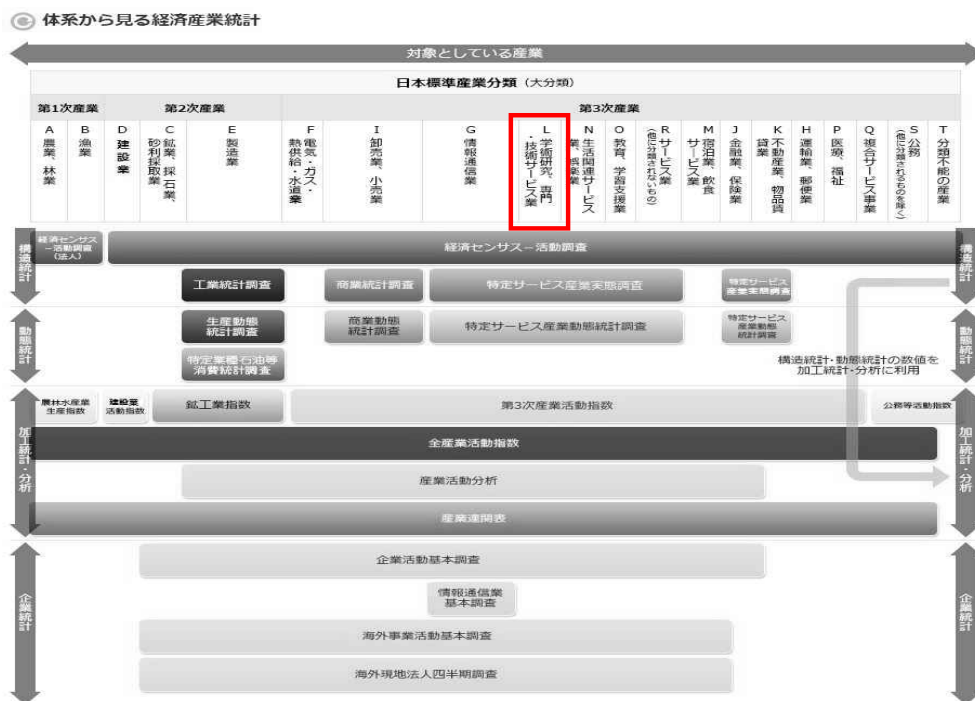 体系から見る経済産業統計
対象としている産業
日本標準産業分類（大分類）
第1次産業
第2次産業
第3次産業
A
農業、林業
B
漁業
D
建設業
C
鉱業、採石業、
砂利採取業
E
製造業
F
電気・ガス・
熱供給・水道業
I
卸売業、小売業
G
情報通信業
L
学術研究、専門
・技術サービス業
N
生活関連サービス
業、娯楽業
O
教育、学習支援業
R
サービス業
（他に分類されないもの）
M
宿泊業、飲食
サービス業
J
金融業、保険業
K
不動産業、物品賃
貸業
H
運輸業、郵便業
P
医療、福祉
Q
複合サービス事業
S
公務
（他に分類されるものを除く）
T
分類不能の産業
構造統計
経済センサス
－活動調査
（法人）
経済センサス－活動調査
構造統計
工業統計調査
商業統計調査
特定サービス産業実態調査
特定サービス
産業実態調査
動態統計
生産動態
統計調査
商業動態
統計調査
特定サービス産業動態統計調査
特定サービス
産業動態
統計調査
動態統計
特定業種石油等
消費統計調査
構造統計・動態統計の数値を
加工統計・分析に利用
加工統計・分析
農林水産業
生産指数
建設業
活動指数
鉱工業指数
第3次産業活動指数
公務等活動指数
加工統計・分析
全産業活動指数
産業活動分析
産業連関表
企業統計
企業活動基本調査
企業統計
情報通信業
基本調査
海外事業活動基本調査
海外現地法人四半期調査